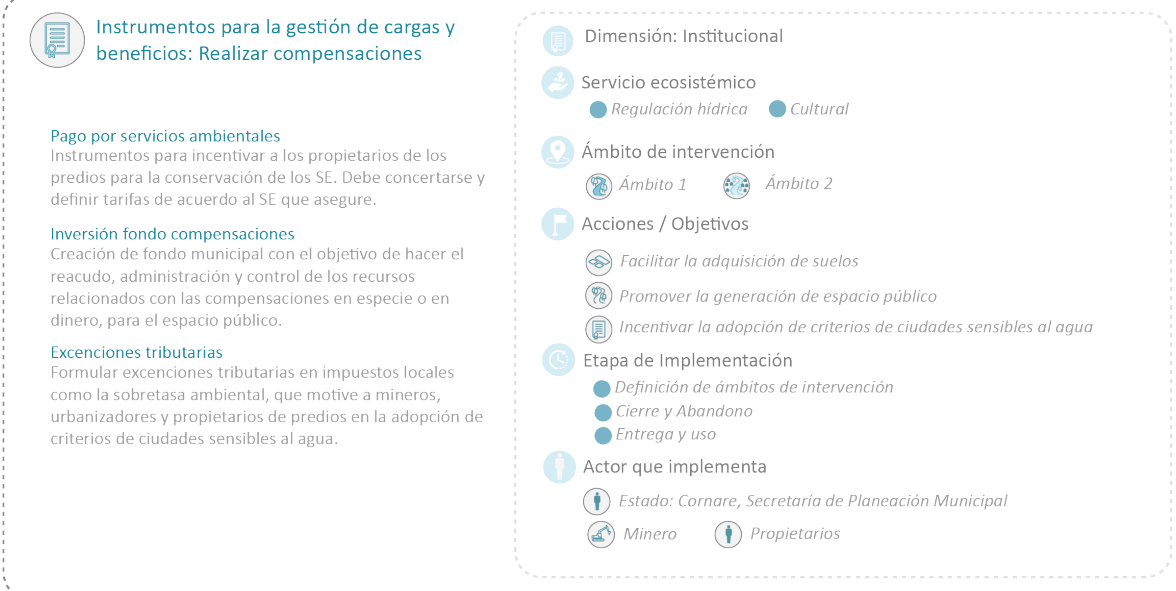 Instrumentos para la gestión de cargas y
beneficios: Realizar compensaciones
Pago por servicios ambientales
Instrumentos para incentivar a los propietarios de los
predios para la conservación de los SE. Debe concertarse y
definir tarifas de acuerdo al SE que asegure.
Inversión fondo compensaciones
Creación de fondo municipal con el objetivo de hacer el
reacudo, administración y control de los recursos
relacionados con las compensaciones en especie o en
dinero, para el espacio público.
Excenciones tributarias
Formular excenciones tributarias en impuestos locales
como la sobretasa ambiental, que motive a mineros,
urbanizadores y propietarios de predios en la adopción de
criterios de ciudades sensibles al agua.
Dimensión: Institucional
Servicio ecosistémico
Regulación hídrica Cultural
Ámbito de intervención
Ámbito 1 Ámbito 2
Acciones / Objetivos
Facilitar la adquisición de suelos
Promover la generación de espacio público
Incentivar la adopción de criterios de ciudades sensibles al agua
Etapa de Implementación
Definición de ámbitos de intervención
Cierre y Abandono
Entrega y uso
Actor que implementa
Estado: Cornare, Secretaría de Planeación Municipal
Minero Propietarios